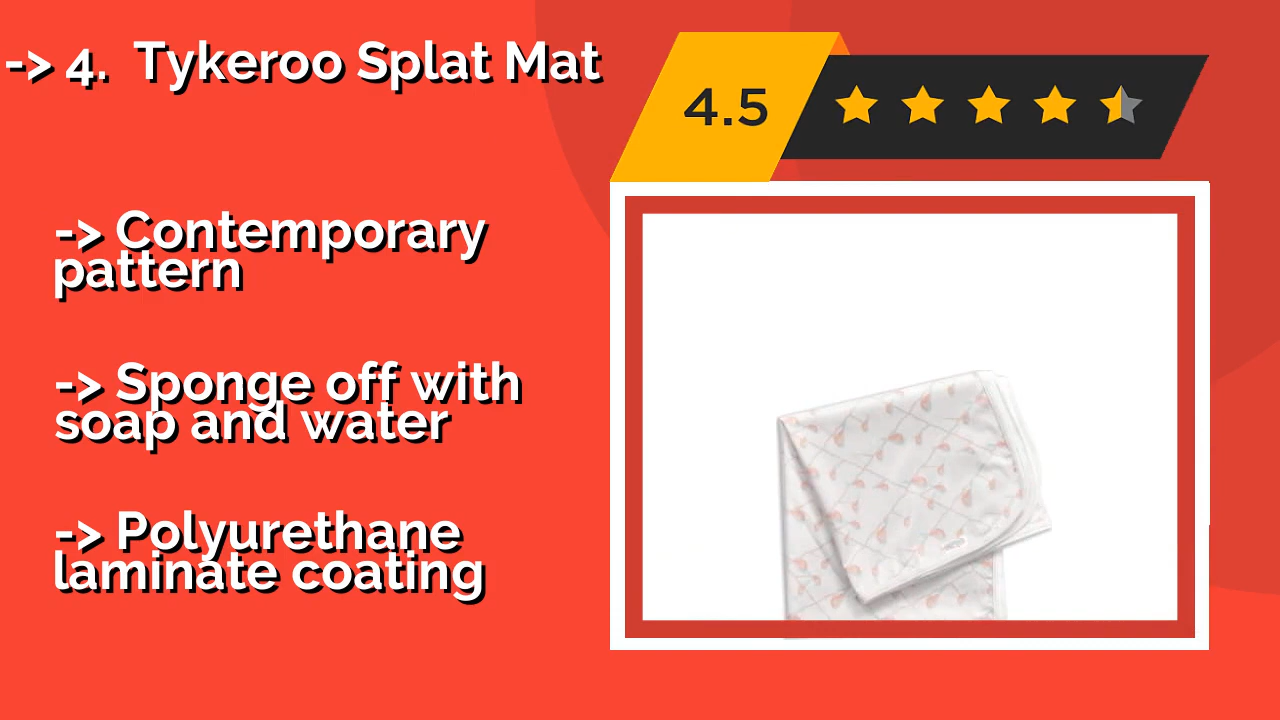 -> 4. Tykeroo Splat Mat
4.5
-> Contemporary
pattern
-> Sponge off with
soap and water
-> Polyurethane
laminate coating